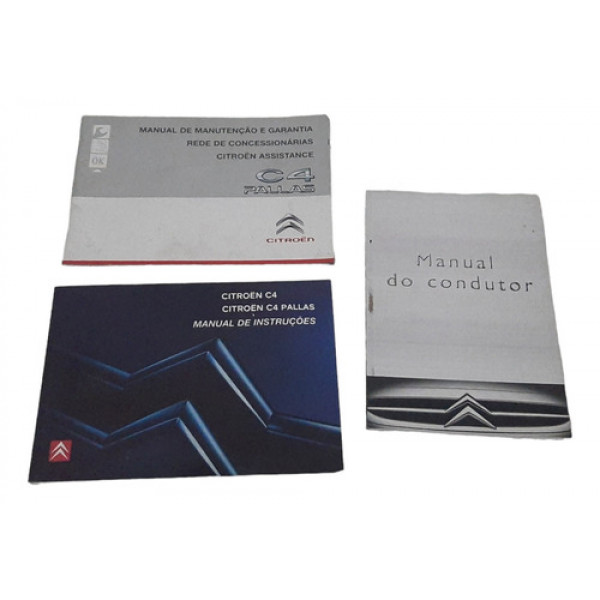 MANUAL DE MANUTENÇÃO E GARANTIA
REDE DE CONCESSIONÁRIAS
CITROËN ASSISTANCE
OK
C4
PALLAS
CITROËN
CITROËN C4
CITROËN C4 PALLAS
MANUAL DE INSTRUÇÕES
Manual
do condutor